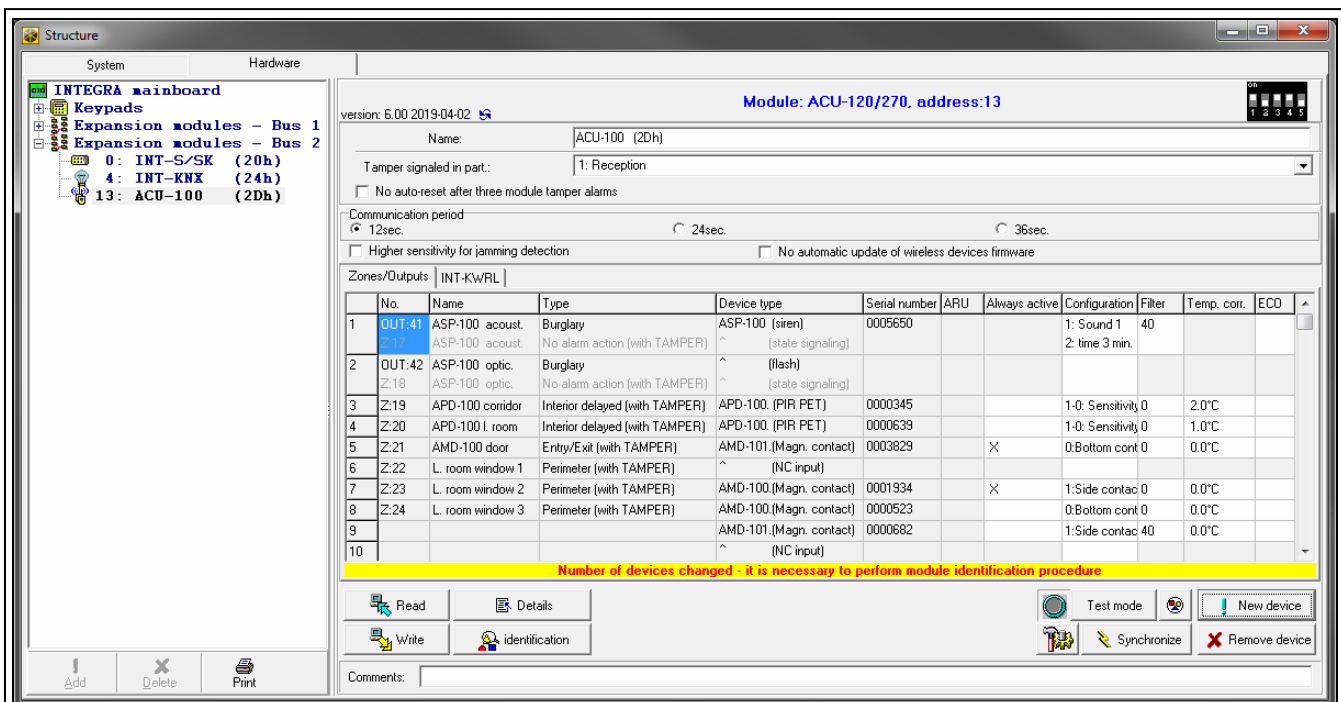 Structure
System Hardware
INTEGRA mainboard
Keypads
Expansion modules - Bus 1
Expansion modules - Bus 2
0: INT-S/SK (20h)
4: INT-KNX (24h)
13: ACU-100 (2Dh)
Add Delete Print
version: 6.00 2019-04-02 Module: ACU-120/270, address:13
on
1 2 3 4 5
Name: ACU-100 (2Dh)
Tamper signaled in part.: 1: Reception
No auto-reset after three module tamper alarms
Communication period
12sec. 24sec. 36sec.
Higher sensitivity for jamming detection No automatic update of wireless devices firmware
Zones/Outputs INT-KWRL
No. Name Type Device type Serial number ARU Always active Configuration Filter Temp. corr. ECO
1 OUT:41 ASP-100 acoust. Burglary ASP-100 (siren) 0005650 1: Sound 1 40
Z:17 ASP-100 acoust. No alarm action (with TAMPER) ^ (state signaling) 2: time 3 min.
2 OUT:42 ASP-100 optic. Burglary ^ (flash)
Z:18 ASP-100 optic. No alarm action (with TAMPER) ^ (state signaling)
3 Z:19 APD-100 corridor Interior delayed (with TAMPER) APD-100. (PIR PET) 0000345 1-0: Sensitivity 0 2.0°C
4 Z:20 APD-100 l. room Interior delayed (with TAMPER) APD-100. (PIR PET) 0000639 1-0: Sensitivity 0 1.0°C
5 Z:21 AMD-100 door Entry/Exit (with TAMPER) AMD-101.(Magn. contact) 0003829 X 0:Bottom cont 0 0.0°C
6 Z:22 L. room window 1 Perimeter (with TAMPER) ^ (NC input)
7 Z:23 L. room window 2 Perimeter (with TAMPER) AMD-100.(Magn. contact) 0001934 X 1:Side contac 0 0.0°C
8 Z:24 L. room window 3 Perimeter (with TAMPER) AMD-100.(Magn. contact) 0000523 0:Bottom cont 0 0.0°C
9 AMD-101.(Magn. contact) 0000682 1:Side contac 40 0.0°C
10 ^ (NC input)
Number of devices changed - it is necessary to perform module identification procedure
Read Details Test mode New device
Write identification Synchronize Remove device
Comments: